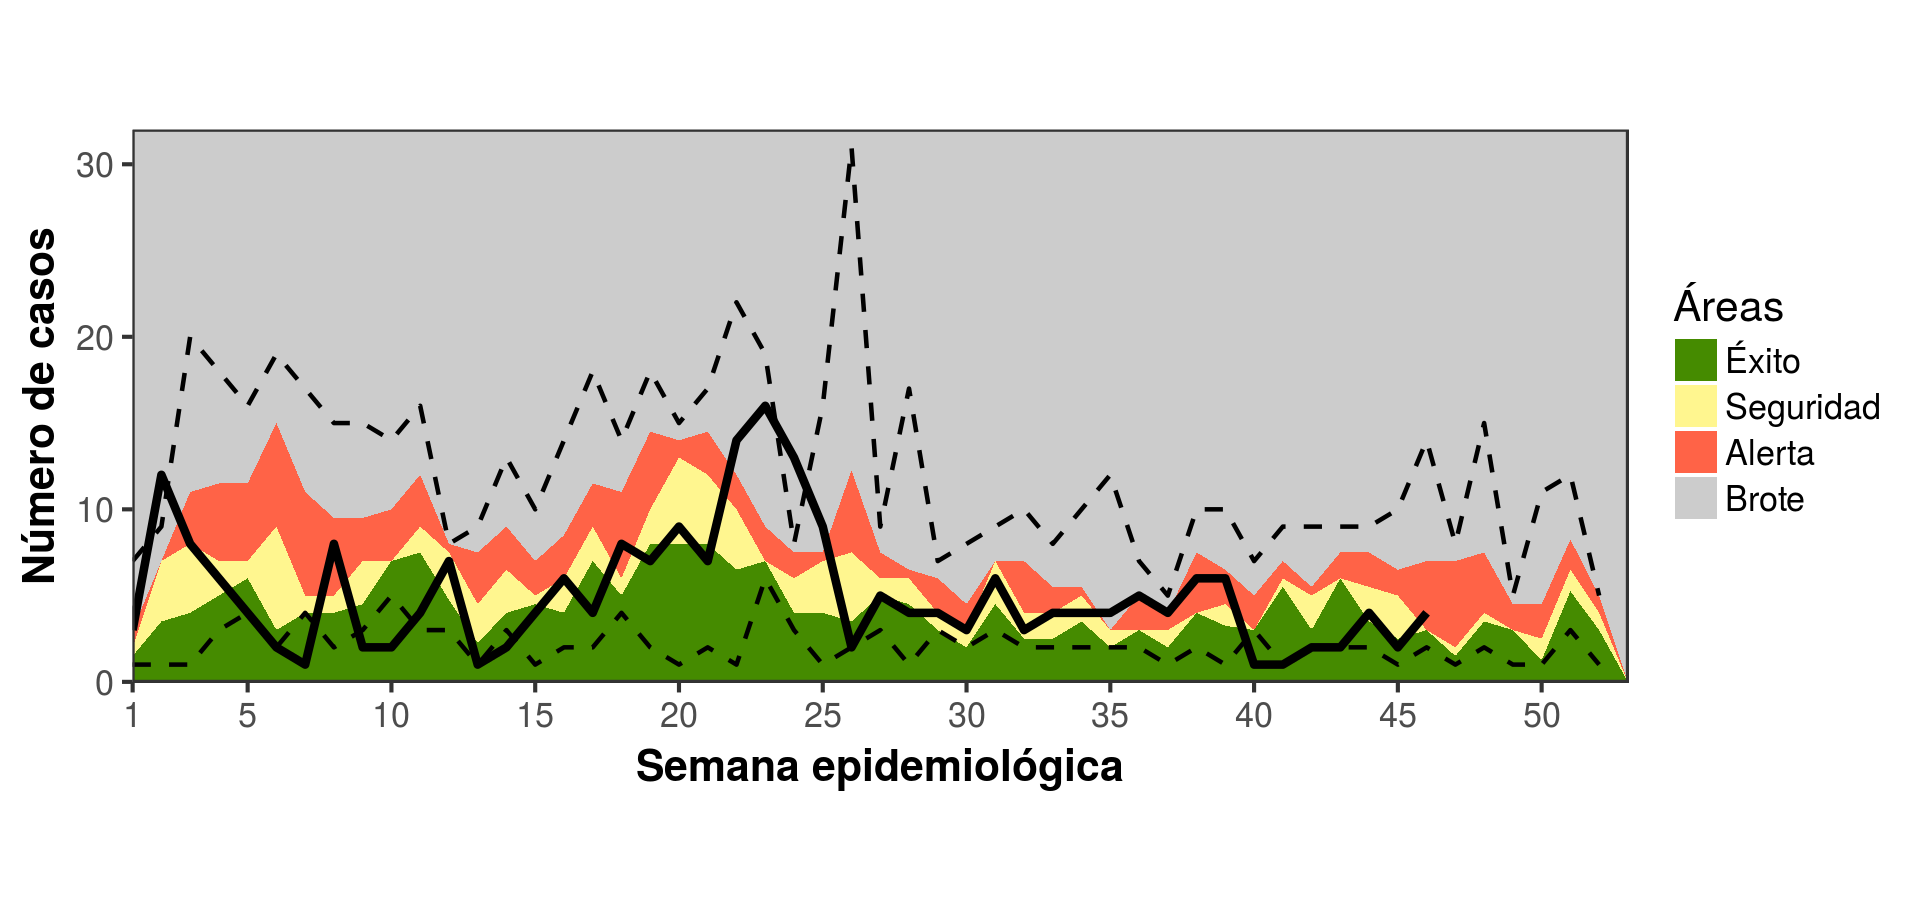 Número de casos
30
20
10
0
1 5 10 15 20 25 30 35 40 45 50
Semana epidemiológica
Áreas
Éxito
Seguridad
Alerta
Brote